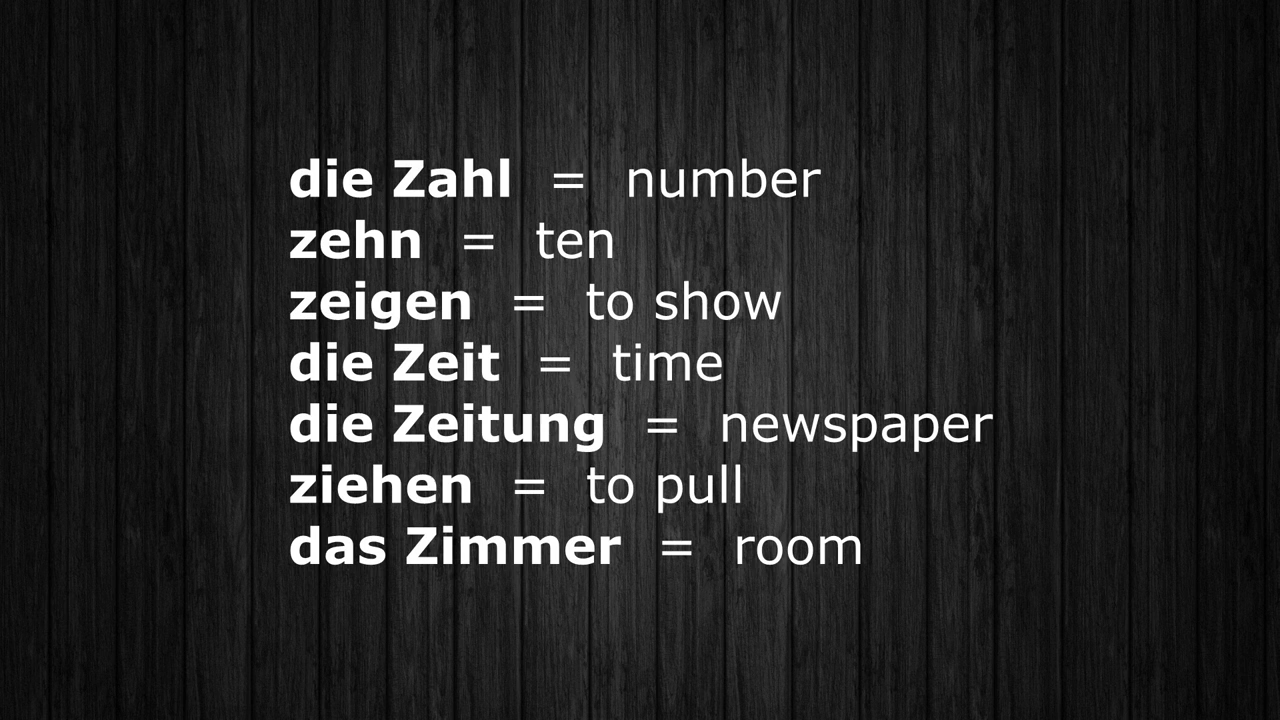 die Zahl = number
zehn = ten
zeigen = to show
die Zeit = time
die Zeitung = newspaper
ziehen = to pull
das Zimmer = room